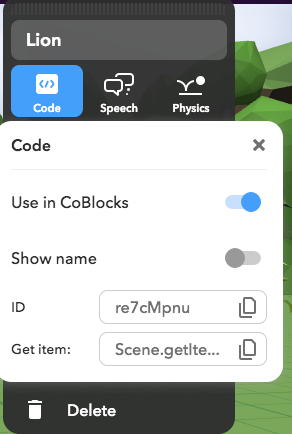 Lion
Code Speech Physics
Code
Use in CoBlocks
Show name
ID re7cMpnu
Get item: Scene.getIte...
Delete